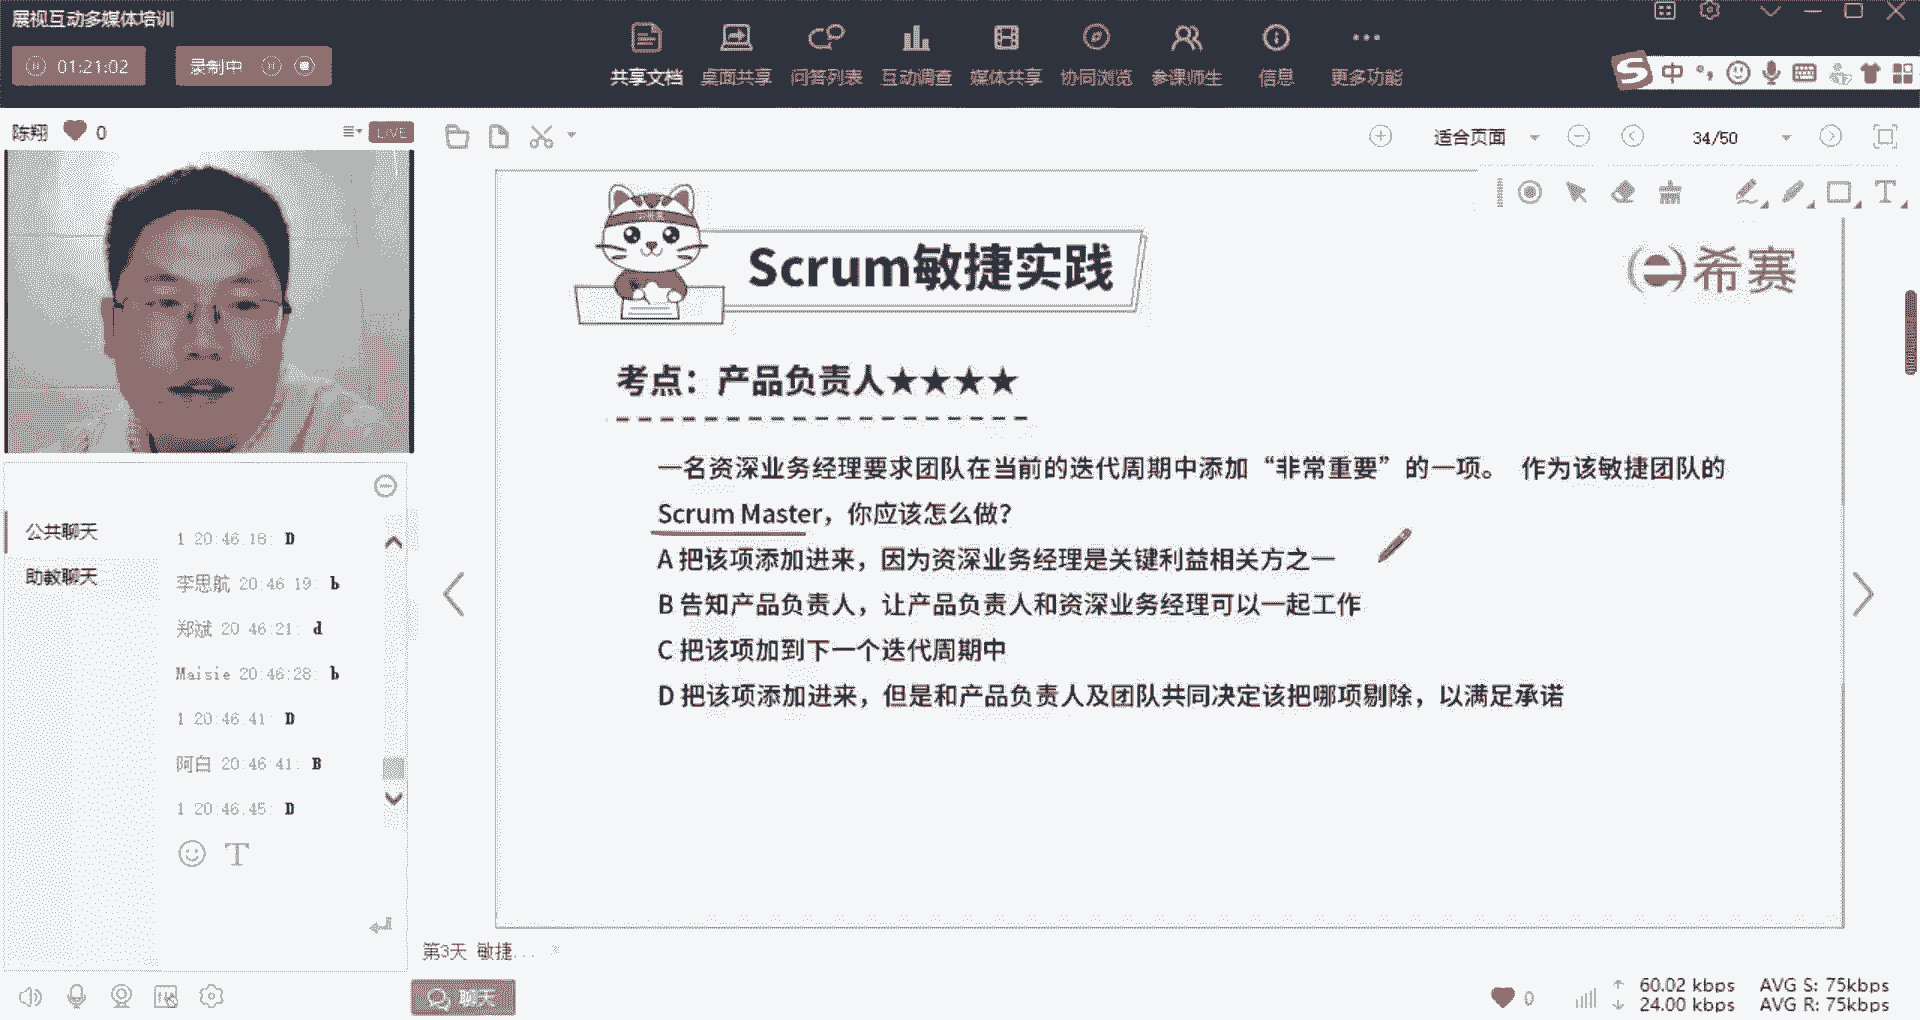 展视互动多媒体培训
01:21:02
录制中
共享文档 桌面共享 问答列表 互动调查 媒体共享 协同浏览 参课师生 信息 更多功能
中
陈翔 0
LIVE
适合页面
34/50
T
Scrum敏捷实践
希赛
考点：产品负责人★★★★
一名资深业务经理要求团队在当前的迭代周期中添加“非常重要”的一项。 作为该敏捷团队的
Scrum Master，你应该怎么做？
A 把该项添加进来，因为资深业务经理是关键利益相关方之一
B 告知产品负责人，让产品负责人和资深业务经理可以一起工作
C 把该项加到下一个迭代周期中
D 把该项添加进来，但是和产品负责人及团队共同决定该把哪项剔除，以满足承诺
公共聊天
助教聊天
1 20:46:18: D
李思航 20:46:19: b
郑斌 20:46:21: d
Maisie 20:46:28: b
1 20:46:41: D
阿白 20:46:41: B
1 20:46:45: D
T
第3天 敏捷...
聊天
0
60.02 kbps AVG S: 75kbps
24.00 kbps AVG R: 75kbps